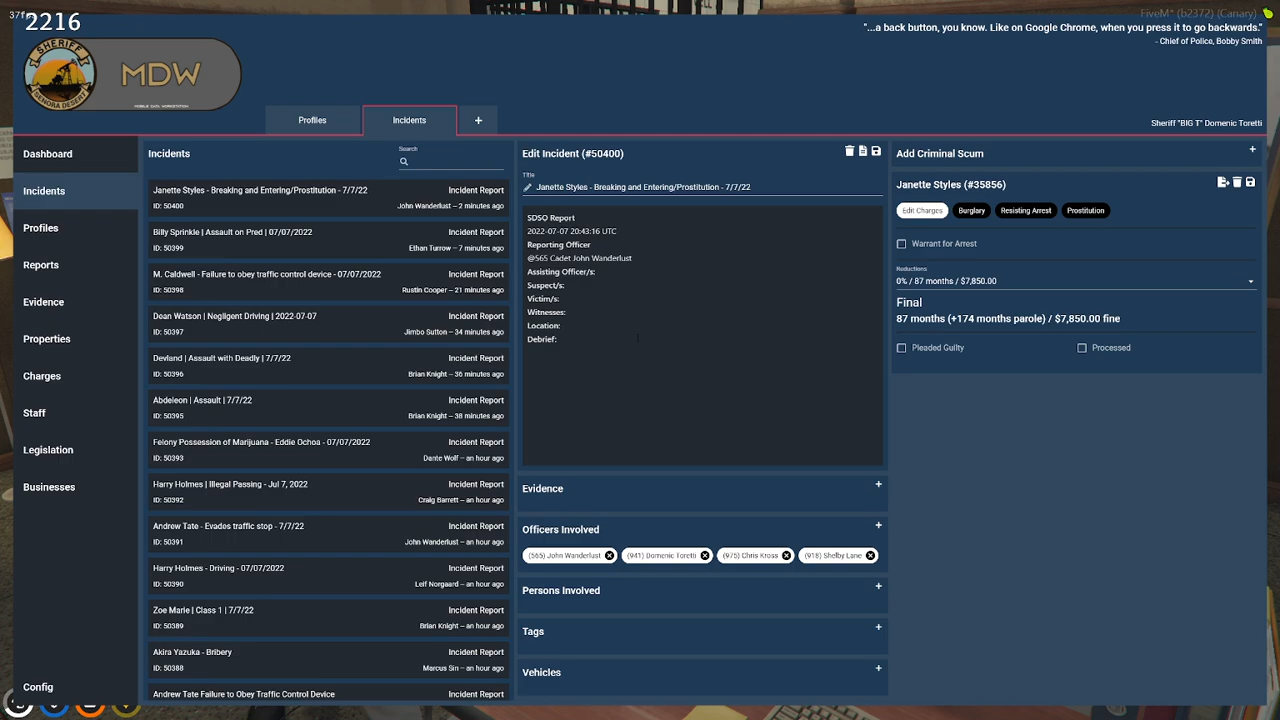 37f
2216
FiveM* (b2372) (Canary)
"...a back button, you know. Like on Google Chrome, when you press it to go backwards."
- Chief of Police, Bobby Smith
SHERIFF
SENORA DESERT
MDW
MOBILE DATA WORKSTATION
Profiles
Incidents
+
Sheriff "BIG T" Domenic Toretti
Dashboard
Incidents
Profiles
Reports
Evidence
Properties
Charges
Staff
Legislation
Businesses
Config
Incidents
Search
Janette Styles - Breaking and Entering/Prostitution - 7/7/22 Incident Report
ID: 50400 John Wanderlust – 2 minutes ago
Billy Sprinkle | Assault on Pred | 07/07/2022 Incident Report
ID: 50399 Ethan Turrow – 7 minutes ago
M. Caldwell - Failure to obey traffic control device - 07/07/2022 Incident Report
ID: 50398 Rustin Cooper – 21 minutes ago
Dean Watson | Negligent Driving | 2022-07-07 Incident Report
ID: 50397 Jimbo Sutton – 34 minutes ago
Devland | Assault with Deadly | 7/7/22 Incident Report
ID: 50396 Brian Knight – 36 minutes ago
Abdeleon | Assault | 7/7/22 Incident Report
ID: 50395 Brian Knight – 38 minutes ago
Felony Possession of Marijuana - Eddie Ochoa - 07/07/2022 Incident Report
ID: 50393 Dante Wolf – an hour ago
Harry Holmes | Illegal Passing - Jul 7, 2022 Incident Report
ID: 50392 Craig Barrett – an hour ago
Andrew Tate - Evades traffic stop - 7/7/22 Incident Report
ID: 50391 John Wanderlust – an hour ago
Harry Holmes - Driving - 07/07/2022 Incident Report
ID: 50390 Leif Norgaard – an hour ago
Zoe Marie | Class 1 | 7/7/22 Incident Report
ID: 50389 Brian Knight – an hour ago
Akira Yazuka - Bribery Incident Report
ID: 50388 Marcus Sin – an hour ago
Andrew Tate Failure to Obey Traffic Control Device Incident Report
Edit Incident (#50400)
Title
Janette Styles - Breaking and Entering/Prostitution - 7/7/22
SDSO Report
2022-07-07 20:43:16 UTC
Reporting Officer
@565 Cadet John Wanderlust
Assisting Officer/s:
Suspect/s:
Victim/s:
Witnesses:
Location:
Debrief:
Evidence +
Officers Involved +
(565) John Wanderlust (941) Domenic Toretti (975) Chris Kross (918) Shelby Lane
Persons Involved +
Tags +
Vehicles +
Add Criminal Scum +
Janette Styles (#35856)
Edit Charges Burglary Resisting Arrest Prostitution
Warrant for Arrest
Reductions
0% / 87 months / $7,850.00
Final
87 months (+174 months parole) / $7,850.00 fine
Pleaded Guilty Processed